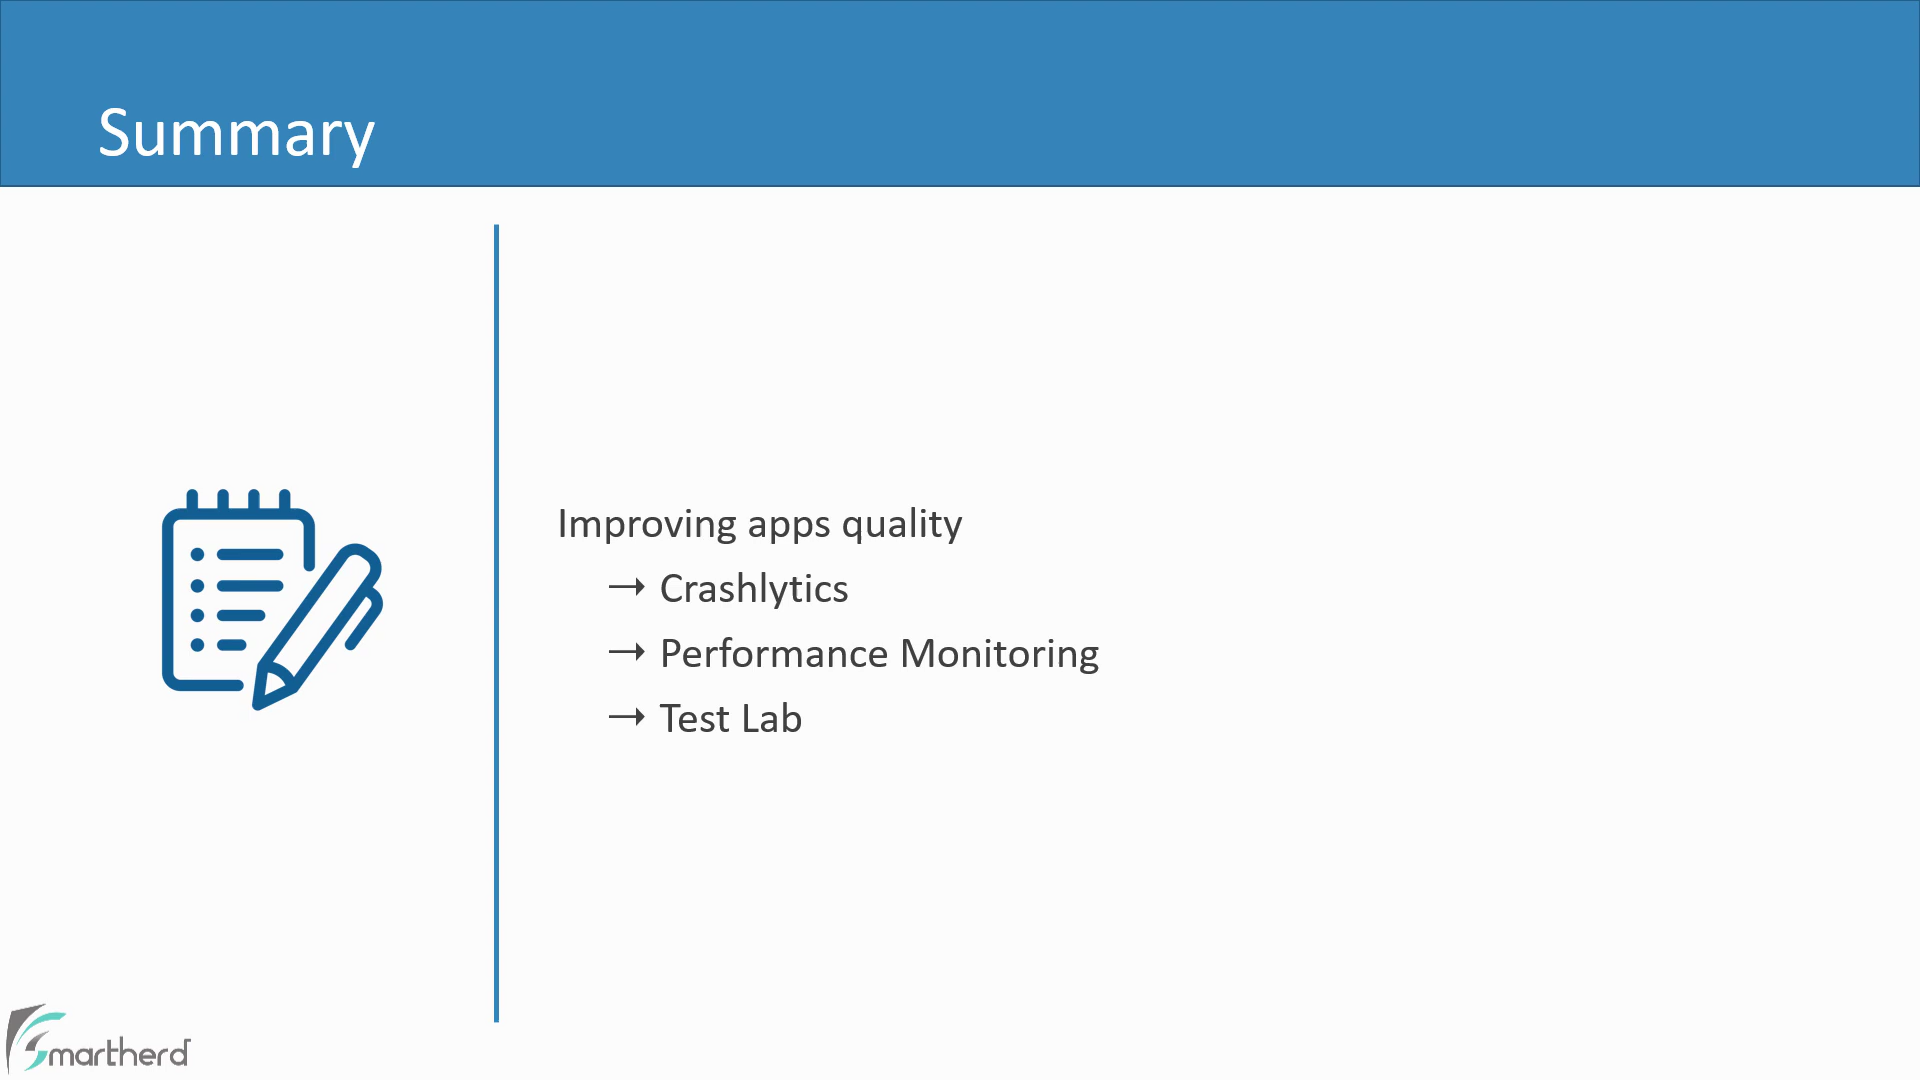 Summary
Improving apps quality
→ Crashlytics
→ Performance Monitoring
→ Test Lab
Smartherd